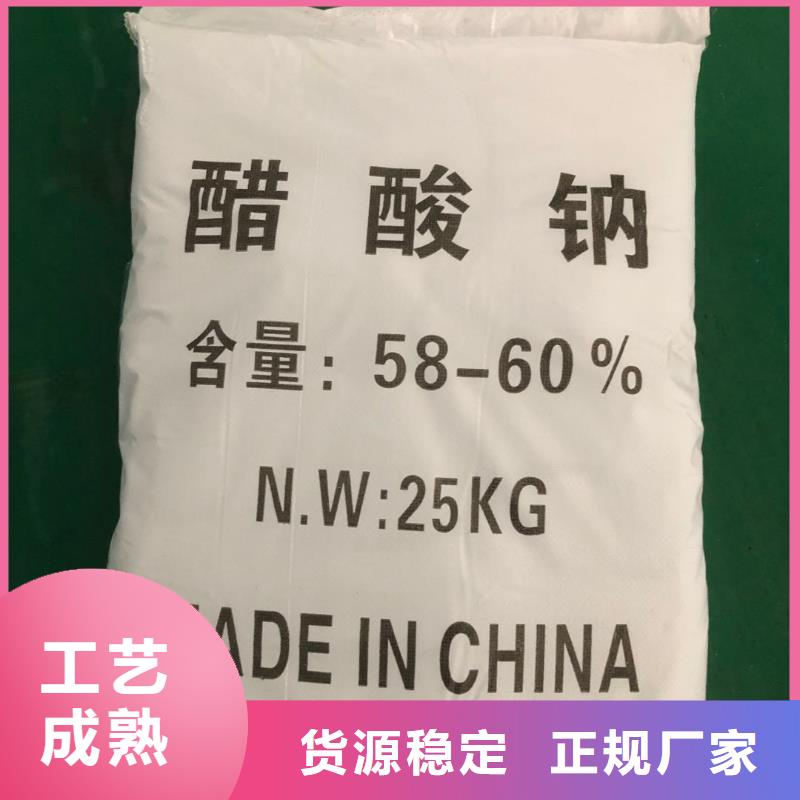 醋酸钠
含量：58-60%
N.W:25KG
MADE IN CHINA
工艺
成熟
货源稳定 正规厂家